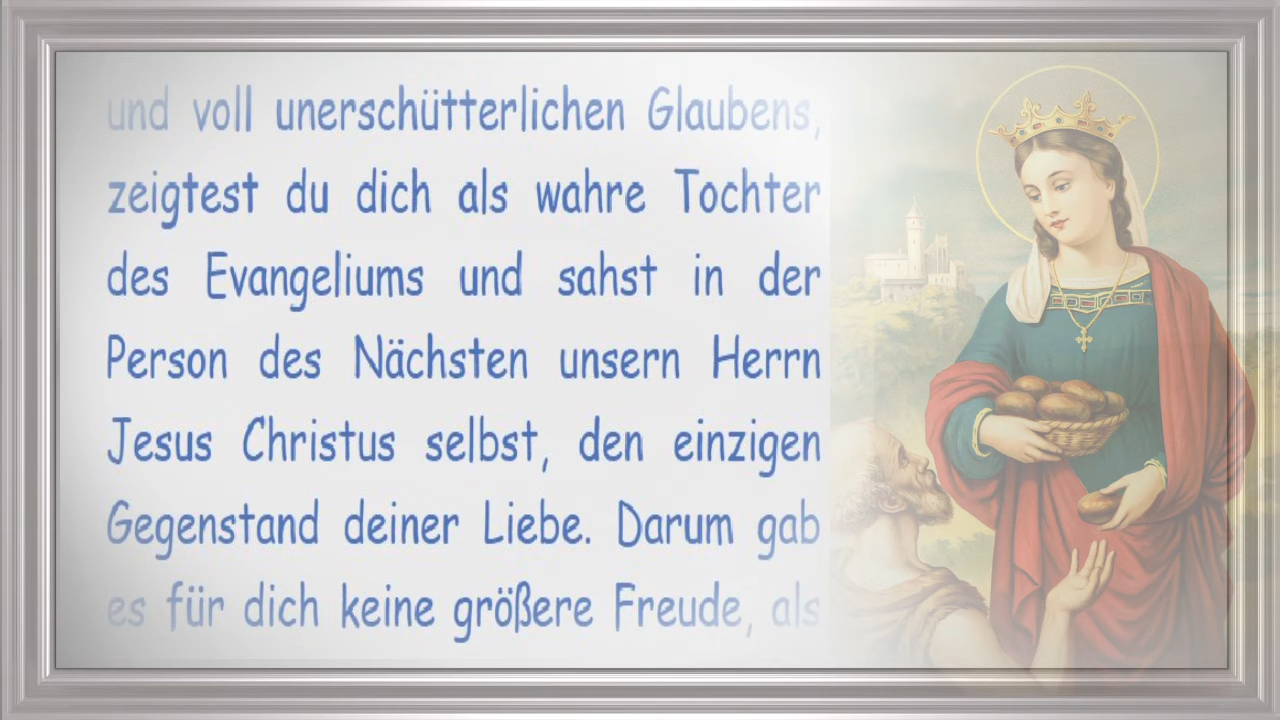 und voll unerschütterlichen Glaubens,
zeigtest du dich als wahre Tochter
des Evangeliums und sahst in der
Person des Nächsten unsern Herrn
Jesus Christus selbst, den einzigen
Gegenstand deiner Liebe. Darum gab
es für dich keine größere Freude, als